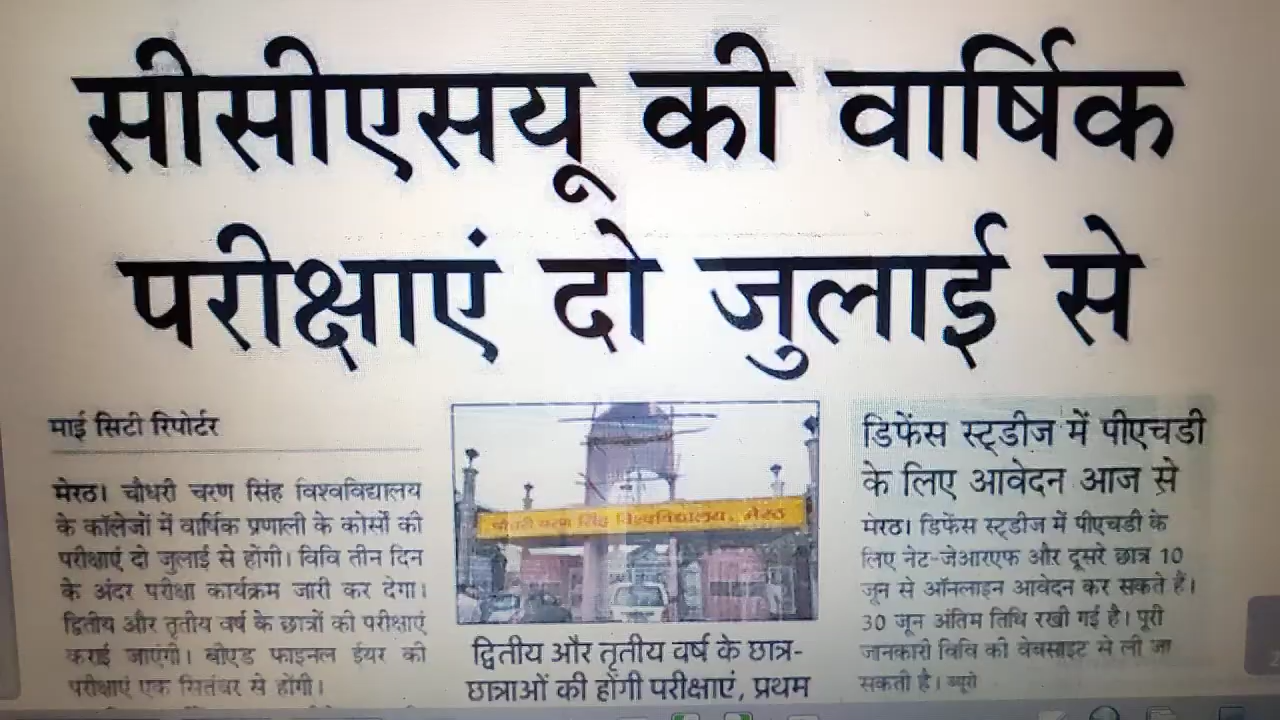 सीसीएसयू की वार्षिक
परीक्षाएं दो जुलाई से
माई सिटी रिपोर्टर
मेरठ। चौधरी चरण सिंह विश्वविद्यालय
के कॉलेजों में वार्षिक प्रणाली के कोर्सों की
परीक्षाएं दो जुलाई से होंगी। विवि तीन दिन
के अंदर परीक्षा कार्यक्रम जारी कर देगा।
द्वितीय और तृतीय वर्ष के छात्रों की परीक्षाएं
कराई जाएंगी। बीएड फाइनल ईयर की
परीक्षाएं एक सितंबर से होंगी।
चौधरी चरण सिंह विश्वविद्यालय, मेरठ
द्वितीय और तृतीय वर्ष के छात्र-
छात्राओं की होंगी परीक्षाएं, प्रथम
डिफेंस स्ट्डीज में पीएचडी
के लिए आवेदन आज से
मेरठ। डिफेंस स्ट्डीज में पीएचडी के
लिए नेट-जेआरएफ और दूसरे छात्र 10
जून से ऑनलाइन आवेदन कर सकते हैं।
30 जून अंतिम तिथि रखी गई है। पूरी
जानकारी विवि की वेबसाइट से ली जा
सकती है। ब्यूरो